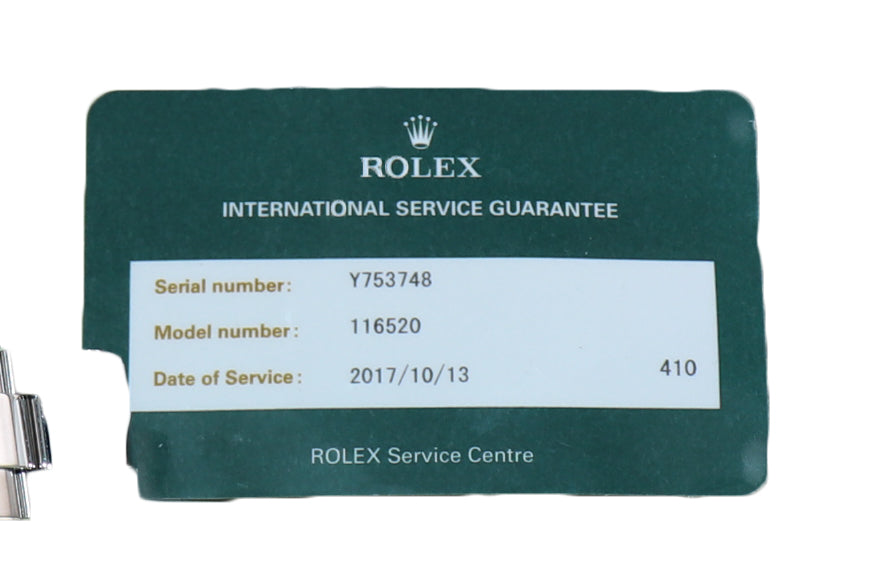 ROLEX
INTERNATIONAL SERVICE GUARANTEE
Serial number: Y753748
Model number: 116520
Date of Service: 2017/10/13 410
ROLEX Service Centre